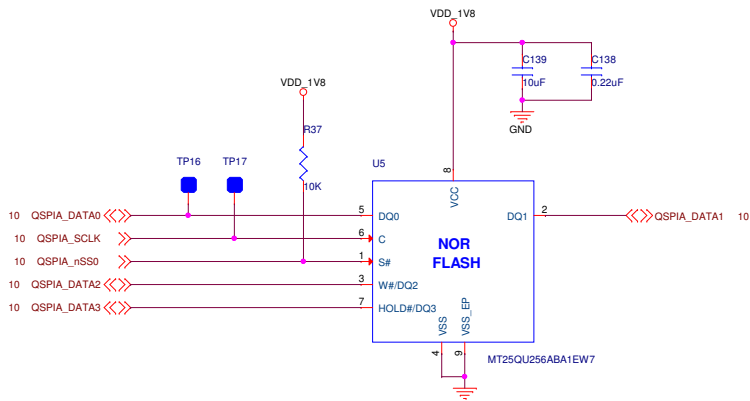 VDD_1V8
C139
10uF
C138
0.22uF
GND
VDD_1V8
R37
10K
TP16
TP17
U5
8
VCC
10 QSPIA_DATA0
5
DQ0
DQ1
2
QSPIA_DATA1 10
10 QSPIA_SCLK
6
C
10 QSPIA_nSS0
1
S#
NOR
FLASH
10 QSPIA_DATA2
3
W#/DQ2
10 QSPIA_DATA3
7
HOLD#/DQ3
VSS
VSS_EP
4
9
MT25QU256ABA1EW7